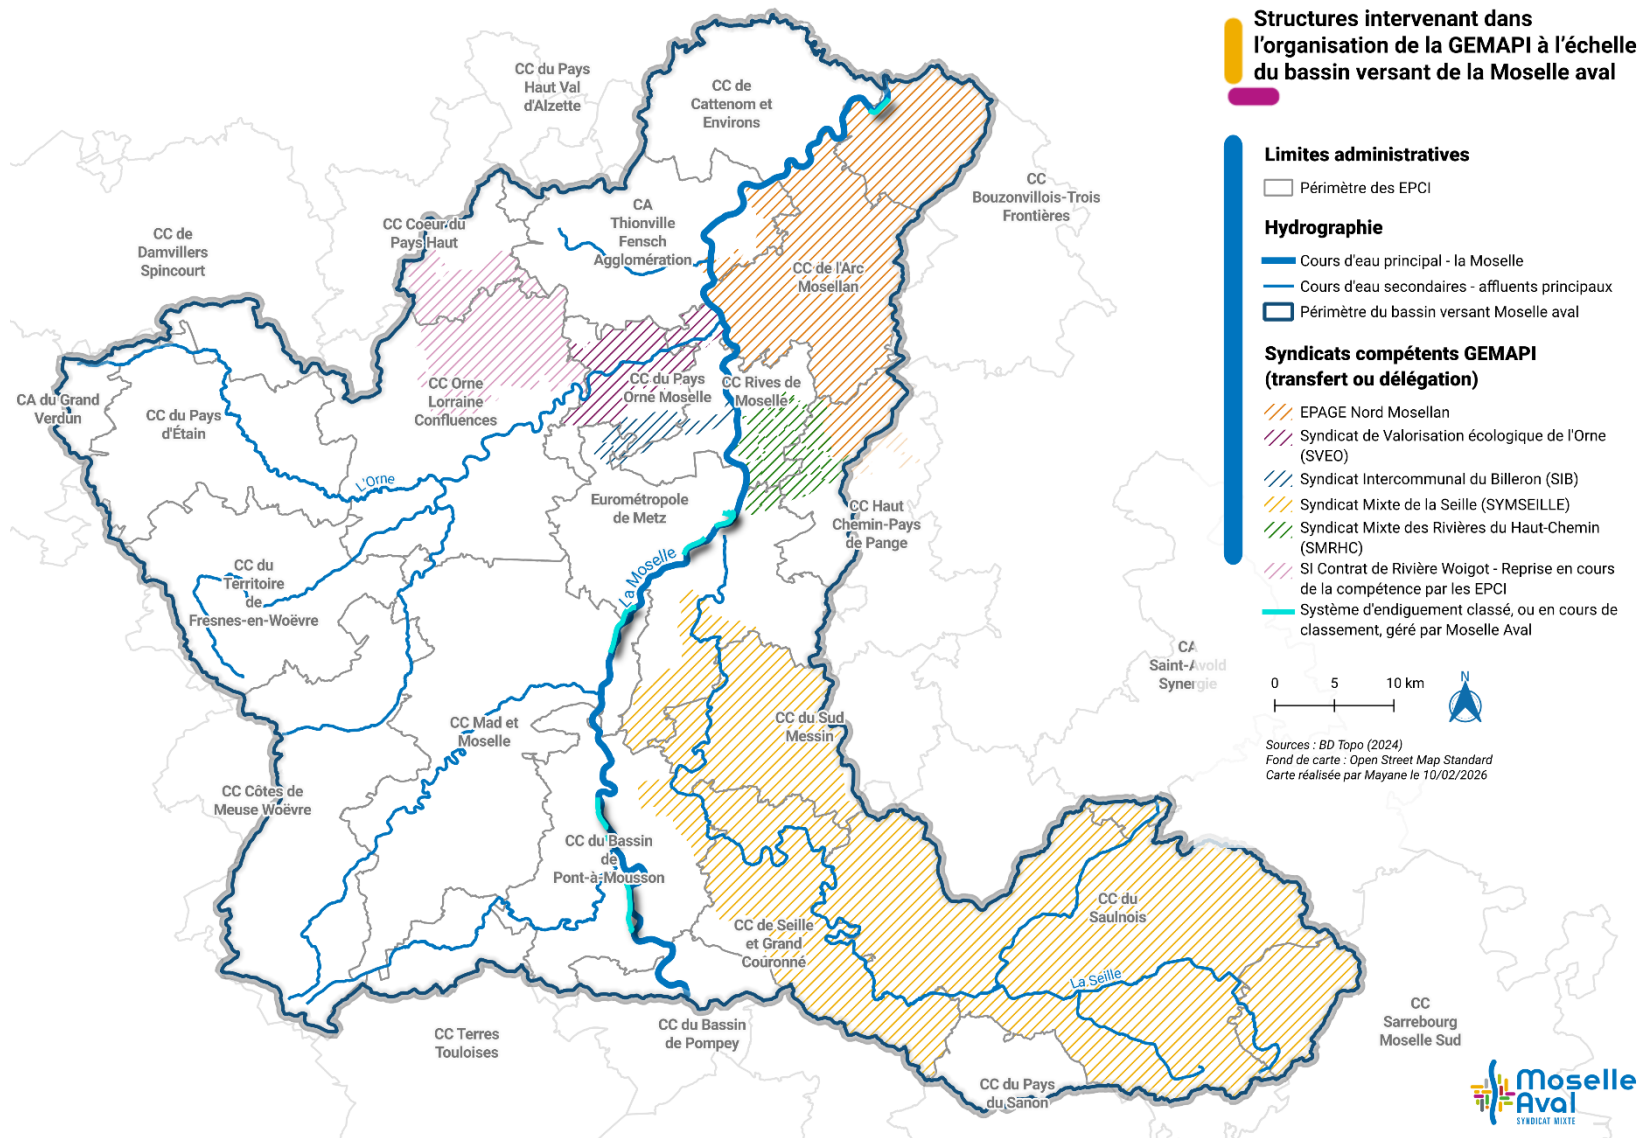 Structures intervenant dans
l'organisation de la GEMAPI à l'échelle
du bassin versant de la Moselle aval
Limites administratives
Périmètre des EPCI
Hydrographie
Cours d'eau principal - la Moselle
Cours d'eau secondaires - affluents principaux
Périmètre du bassin versant Moselle aval
Syndicats compétents GEMAPI
(transfert ou délégation)
EPAGE Nord Mosellan
Syndicat de Valorisation écologique de l'Orne
(SVEO)
Syndicat Intercommunal du Billeron (SIB)
Syndicat Mixte de la Seille (SYMSEILLE)
Syndicat Mixte des Rivières du Haut-Chemin
(SMRHC)
SI Contrat de Rivière Woigot - Reprise en cours
de la compétence par les EPCI
Système d'endiguement classé, ou en cours de
classement, géré par Moselle Aval
0 5 10 km
N
Sources : BD Topo (2024)
Fond de carte : Open Street Map Standard
Carte réalisée par Mayane le 10/02/2026
CC du Pays
Haut Val
d'Alzette
CC de
Cattenom et
Environs
CC
Bouzonvillois-Trois
Frontières
CA
Thionville
Fensch
Agglomération
CC Coeur du
Pays Haut
CC de
Damvillers
Spincourt
CC de l'Arc
Mosellan
CA du Grand
Verdun
CC du Pays
d'Étain
CC Orne
Lorraine
Confluences
CC du Pays
Orne Moselle
CC Rives de
Moselle
L'Orne
Eurométropole
de Metz
CC Haut
Chemin-Pays
de Pange
La Moselle
CC du
Territoire
de
Fresnes-en-Woëvre
CA
Saint-Avold
Synergie
CC Mad et
Moselle
CC du Sud
Messin
CC Côtes de
Meuse Woëvre
CC du Bassin
de
Pont-à-Mousson
CC du
Saulnois
CC de Seille
et Grand
Couronné
La Seille
CC Terres
Touloises
CC du Bassin
de Pompey
CC du Pays
du Sânon
CC
Sarrebourg
Moselle Sud
Moselle
Aval
SYNDICAT MIXTE